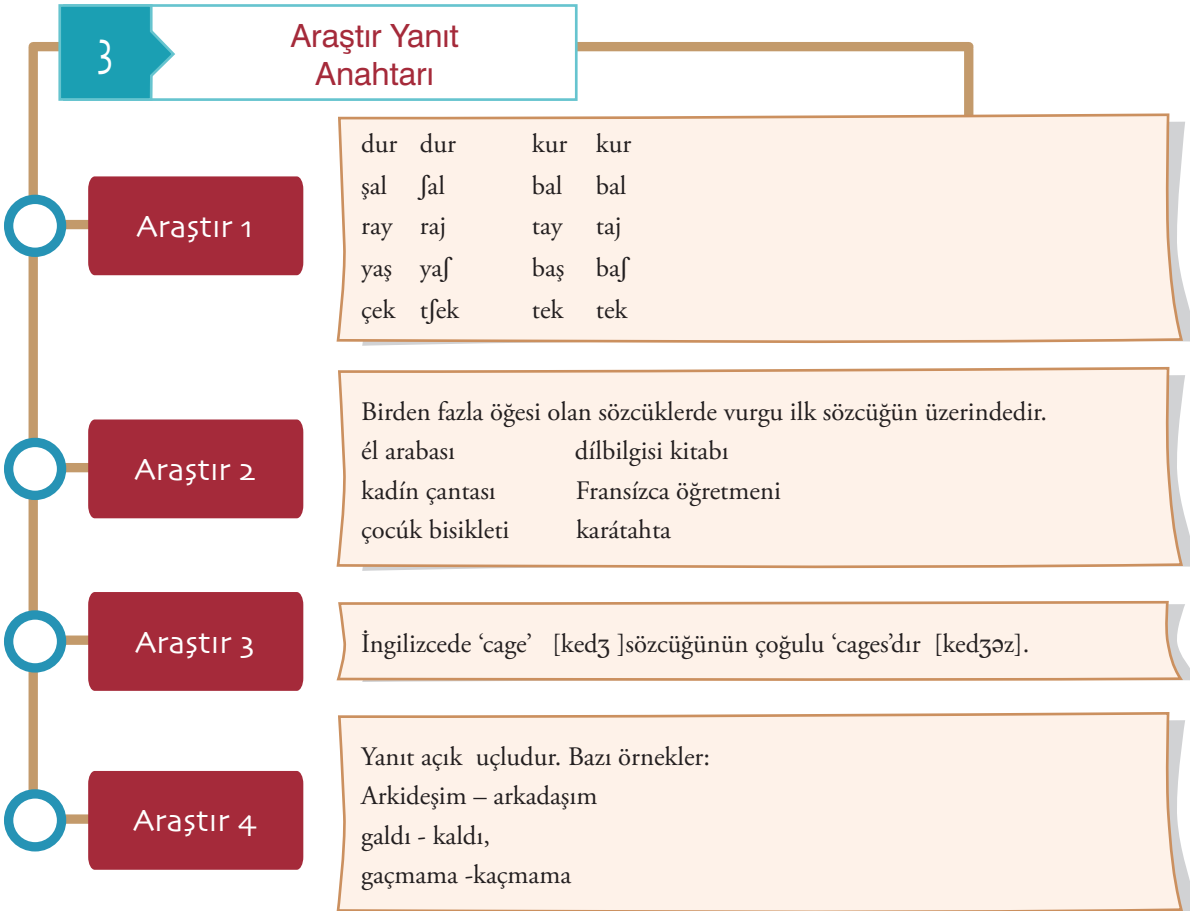 3
Araştır Yanıt
Anahtarı
Araştır 1
dur dur kur kur
şal ʃal bal bal
ray raj tay taj
yaş yaʃ baş baʃ
çek tʃek tek tek
Araştır 2
Birden fazla öğesi olan sözcüklerde vurgu ilk sözcüğün üzerindedir.
él arabası dílbilgisi kitabı
kadín çantası Fransízca öğretmeni
çocúk bisikleti karátahta
Araştır 3
İngilizcede ‘cage’ [kedʒ ]sözcüğünün çoğulu ‘cages’dır [kedʒəz].
Araştır 4
Yanıt açık uçludur. Bazı örnekler:
Arkideşim – arkadaşım
galdı - kaldı,
gaçmama -kaçmama